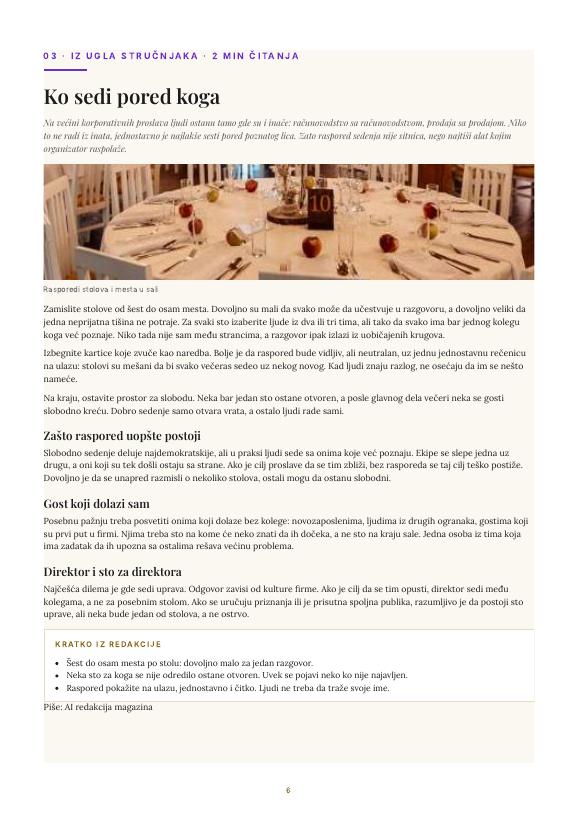 03 · IZ UGLA STRUČNJAKA · 2 MIN ČITANJA
Ko sedi pored koga
Na većini korporativnih proslava ljudi ostanu tamo gde su i inače: računovodstvo sa računovodstvom, prodaja sa prodajom. Niko
to ne radi iz inata, jednostavno je najlakše sesti pored poznatog lica. Zato raspored sedenja nije sitnica, nego najtiši alat kojim
organizator raspolaže.
10
Rasporedi stolova i mesta u sali
Zamislite stolove od šest do osam mesta. Dovoljno su mali da svako može da učestvuje u razgovoru, a dovoljno veliki da
jedna neprijatna tišina ne potraje. Za svaki sto izaberite ljude iz dva ili tri tima, ali tako da svako ima bar jednog kolegu
koga već poznaje. Niko tada nije sam među strancima, a razgovor ipak izlazi iz uobičajenih krugova.
Izbegnite kartice koje zvuče kao naredba. Bolje je da raspored bude vidljiv, ali neutralan, uz jednu jednostavnu rečenicu
na ulazu: stolovi su mešani da bi svako večeras sedeo uz nekog novog. Kad ljudi znaju razlog, ne osećaju da im se nešto
nameće.
Na kraju, ostavite prostor za slobodu. Neka bar jedan sto ostane otvoren, a posle glavnog dela večeri neka se gosti
slobodno kreću. Dobro sedenje samo otvara vrata, a ostalo ljudi rade sami.
Zašto raspored uopšte postoji
Slobodno sedenje deluje najdemokratskije, ali u praksi ljudi sede sa onima koje već poznaju. Ekipe se slepe jedna uz
drugu, a oni koji su tek došli ostaju sa strane. Ako je cilj proslave da se tim zbliži, bez rasporeda se taj cilj teško postiže.
Dovoljno je da se unapred razmisli o nekoliko stolova, ostali mogu da ostanu slobodni.
Gost koji dolazi sam
Posebnu pažnju treba posvetiti onima koji dolaze bez kolege: novozaposlenima, ljudima iz drugih ogranaka, gostima koji
su prvi put u firmi. Njima treba sto na kome će neko znati da ih dočeka, a ne sto na kraju sale. Jedna osoba iz tima koja
ima zadatak da ih upozna sa ostalima rešava većinu problema.
Direktor i sto za direktora
Najčešća dilema je gde sedi uprava. Odgovor zavisi od kulture firme. Ako je cilj da se tim opusti, direktor sedi među
kolegama, a ne za posebnim stolom. Ako se uručuju priznanja ili je prisutna spoljna publika, razumljivo je da postoji sto
uprave, ali neka bude jedan od stolova, a ne ostrvo.
KRATKO IZ REDAKCIJE
• Šest do osam mesta po stolu: dovoljno malo za jedan razgovor.
• Neka sto za koga se nije odredilo ostane otvoren. Uvek se pojavi neko ko nije najavljen.
• Raspored pokažite na ulazu, jednostavno i čitko. Ljudi ne treba da traže svoje ime.
Piše: AI redakcija magazina
6